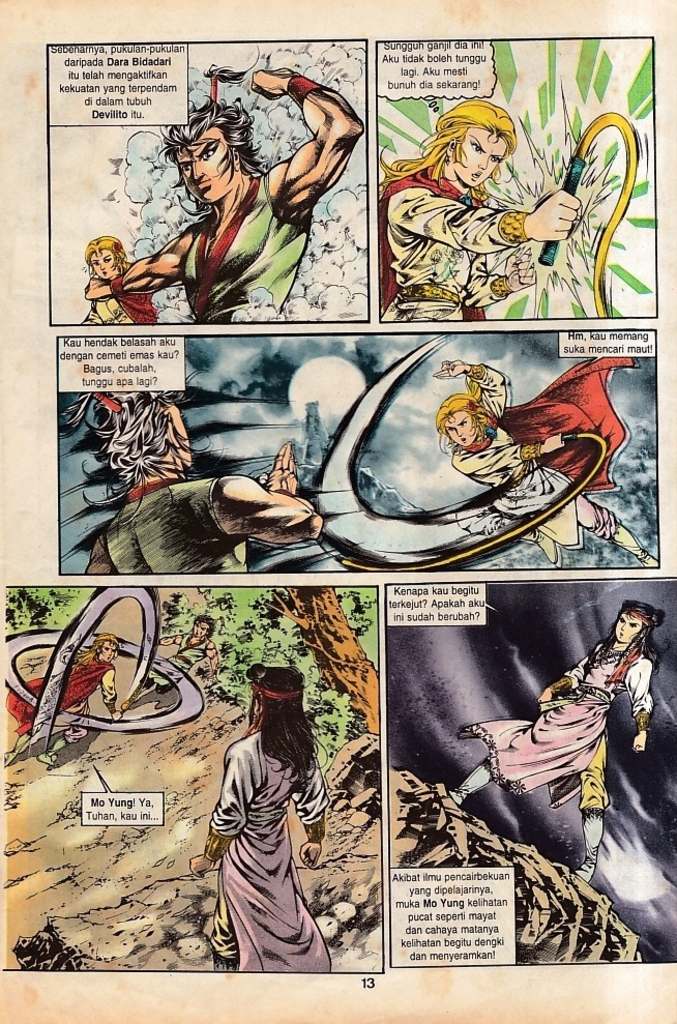 Sebenarnya, pukulan-pukulan
daripada Dara Bidadari
itu telah mengaktifkan
kekuatan yang terpendam
di dalam tubuh
Devilito itu.
Sungguh ganjil dia ini!
Aku tidak boleh tunggu
lagi. Aku mesti
bunuh dia sekarang!
Kau hendak belasah aku
dengan cemeti emas kau?
Bagus, cubalah,
tunggu apa lagi?
Hm, kau memang
suka mencari maut!
Mo Yung! Ya,
Tuhan, kau ini...
Kenapa kau begitu
terkejut? Apakah aku
ini sudah berubah?
Akibat ilmu pencairbekuan
yang dipelajarinya,
muka Mo Yung kelihatan
pucat seperti mayat
dan cahaya matanya
kelihatan begitu dengki
dan menyeramkan!
13